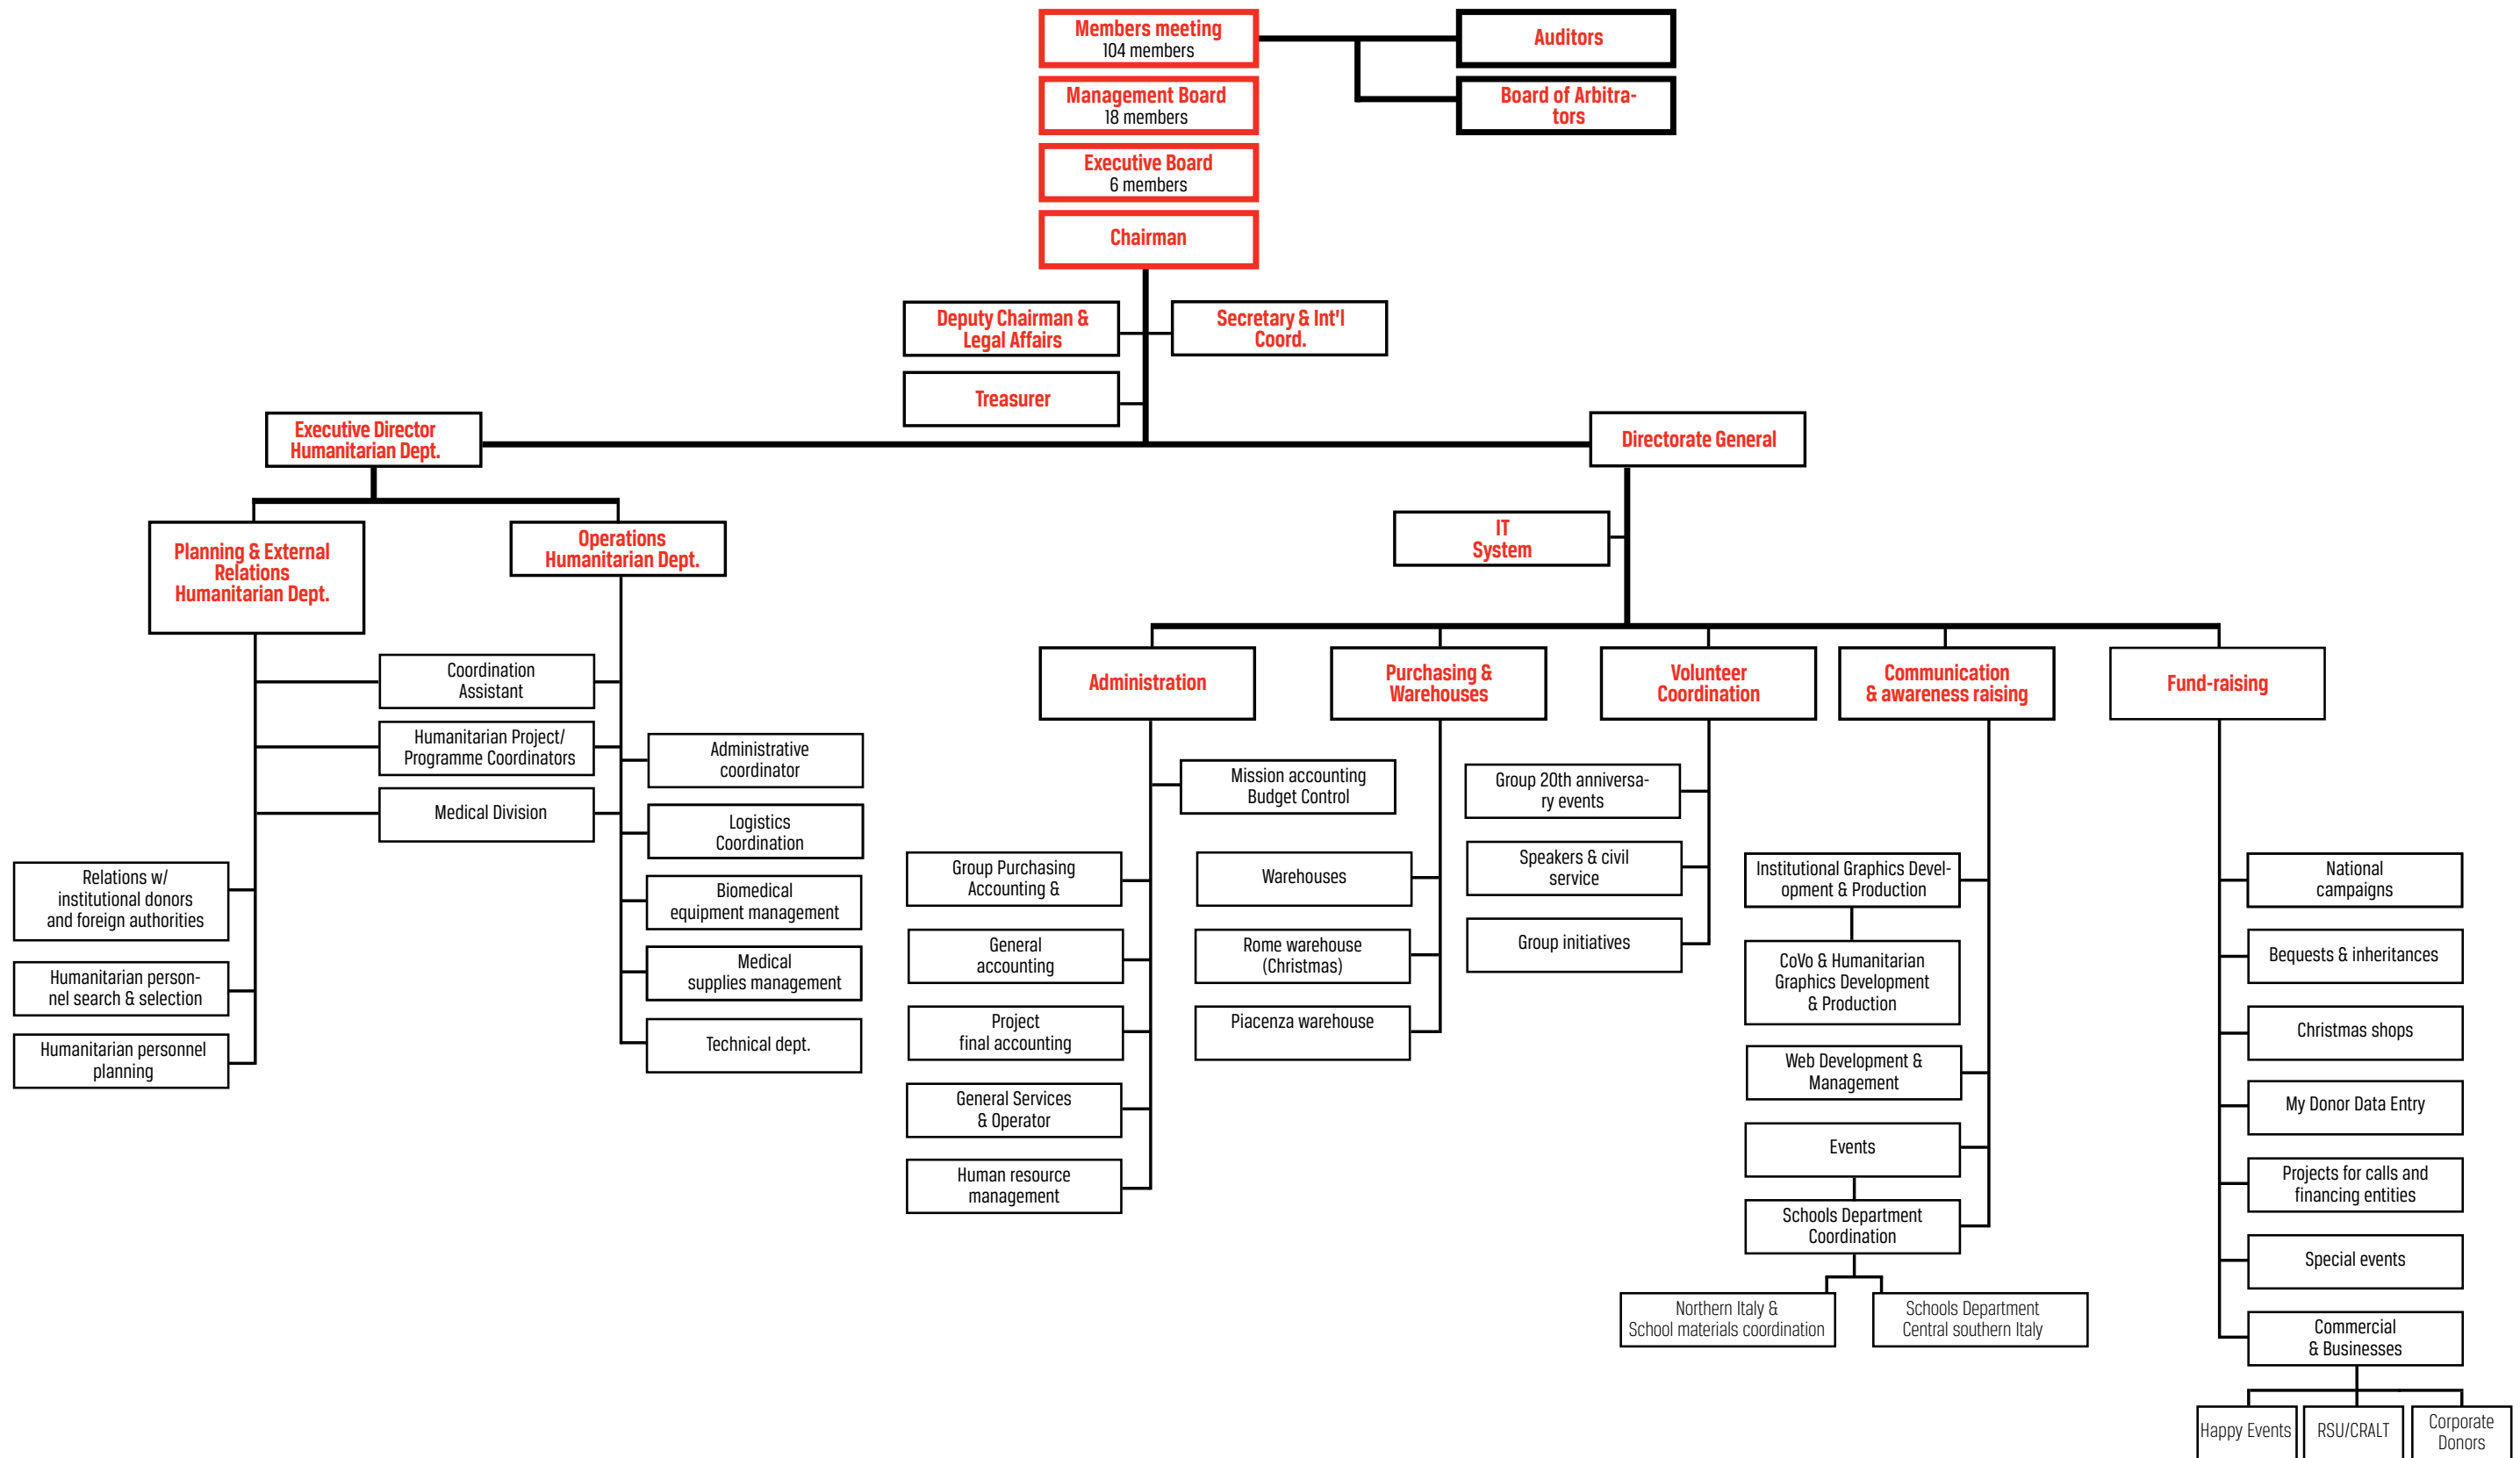 Members meeting
104 members
Auditors
Management Board
18 members
Board of Arbitra-
tors
Executive Board
6 members
Chairman
Deputy Chairman &
Legal Affairs
Secretary & Int'l
Coord.
Treasurer
Executive Director
Humanitarian Dept.
Directorate General
Planning & External
Relations
Humanitarian Dept.
Operations
Humanitarian Dept.
IT
System
Coordination
Assistant
Humanitarian Project/
Programme Coordinators
Medical Division
Relations w/
institutional donors
and foreign authorities
Humanitarian person-
nel search & selection
Humanitarian personnel
planning
Administrative
coordinator
Logistics
Coordination
Biomedical
equipment management
Medical
supplies management
Technical dept.
Administration
Purchasing &
Warehouses
Volunteer
Coordination
Communication
& awareness raising
Fund-raising
Mission accounting
Budget Control
Group Purchasing
Accounting &
General
accounting
Project
final accounting
General Services
& Operator
Human resource
management
Warehouses
Rome warehouse
(Christmas)
Piacenza warehouse
Group 20th anniversa-
ry events
Speakers & civil
service
Group initiatives
Institutional Graphics Devel-
opment & Production
CoVo & Humanitarian
Graphics Development
& Production
Web Development &
Management
Events
Schools Department
Coordination
Northern Italy &
School materials coordination
Schools Department
Central southern Italy
National
campaigns
Bequests & inheritances
Christmas shops
My Donor Data Entry
Projects for calls and
financing entities
Special events
Commercial
& Businesses
Happy Events
RSU/CRALT
Corporate
Donors